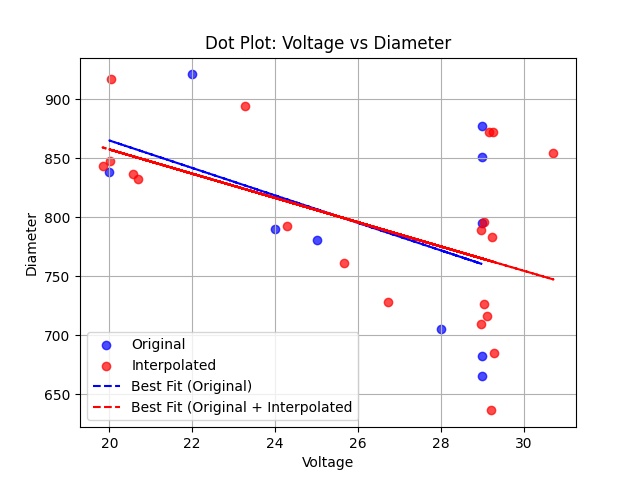 Dot Plot: Voltage vs Diameter
900
850
800
750
700
650
Diameter
Original
Interpolated
Best Fit (Original)
Best Fit (Original + Interpolated
20
22
24
26
28
30
Voltage